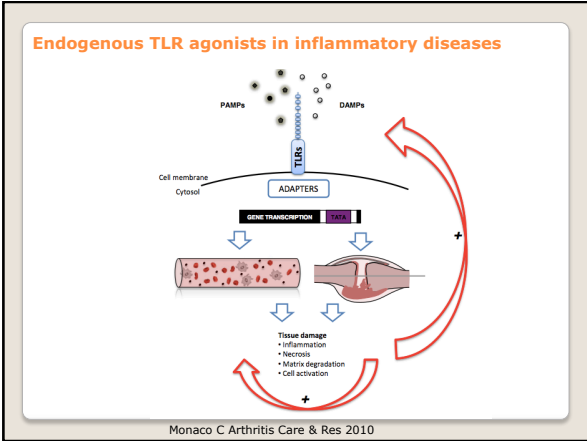 Endogenous TLR agonists in inflammatory diseases
PAMPs
DAMPs
TLRs
Cell membrane
Cytosol
ADAPTERS
GENE TRANSCRIPTION
TATA
+
Tissue damage
• Inflammation
• Necrosis
• Matrix degradation
• Cell activation
+
Monaco C Arthritis Care & Res 2010